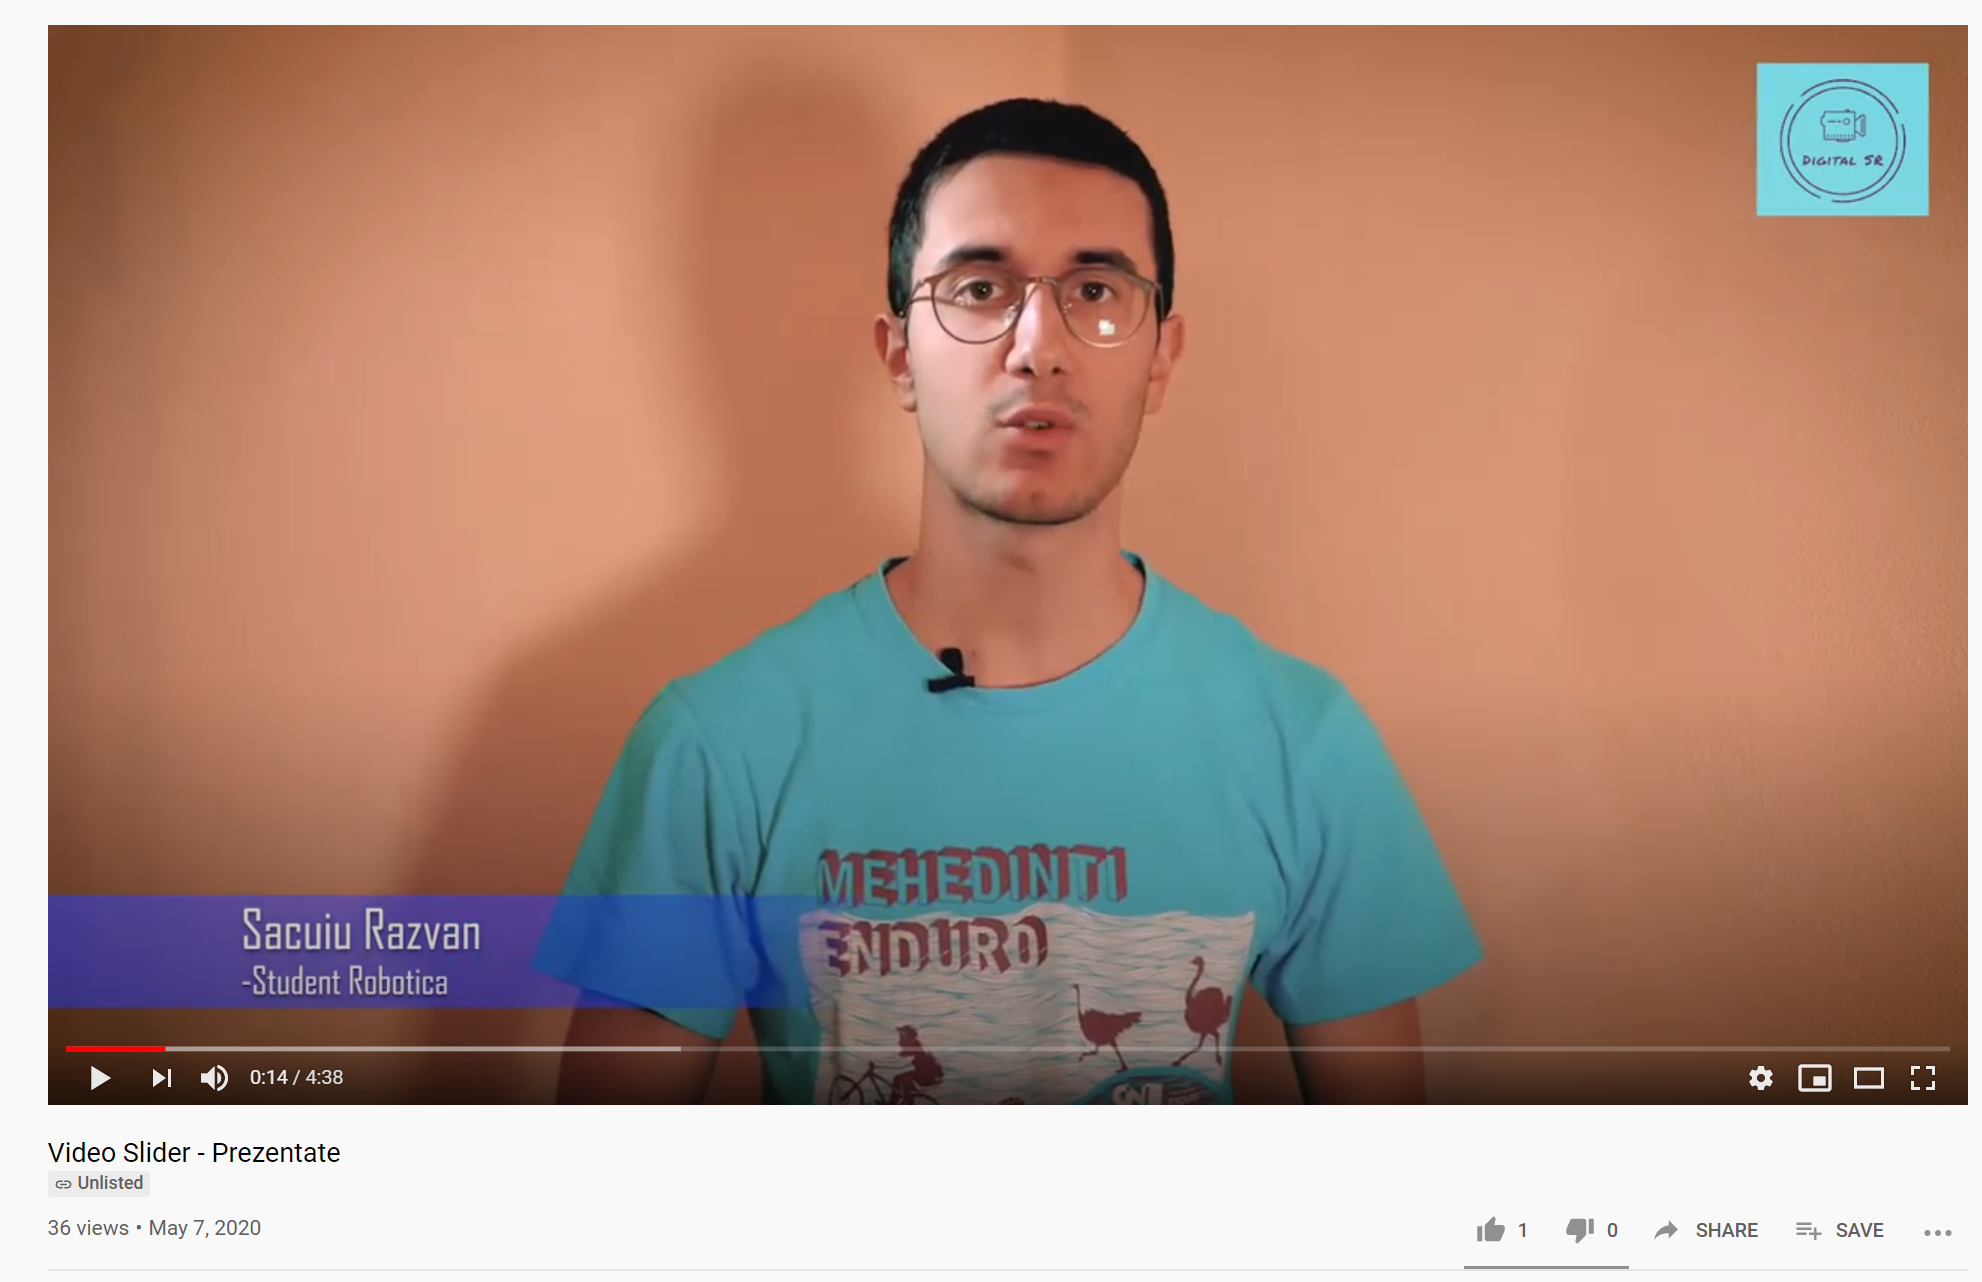 DIGITAL SR
MEHEDINTI
ENDURO
Sacuiu Razvan
-Student Robotica
0:14 / 4:38
Video Slider - Prezentate
Unlisted
36 views • May 7, 2020
1
0
SHARE
SAVE